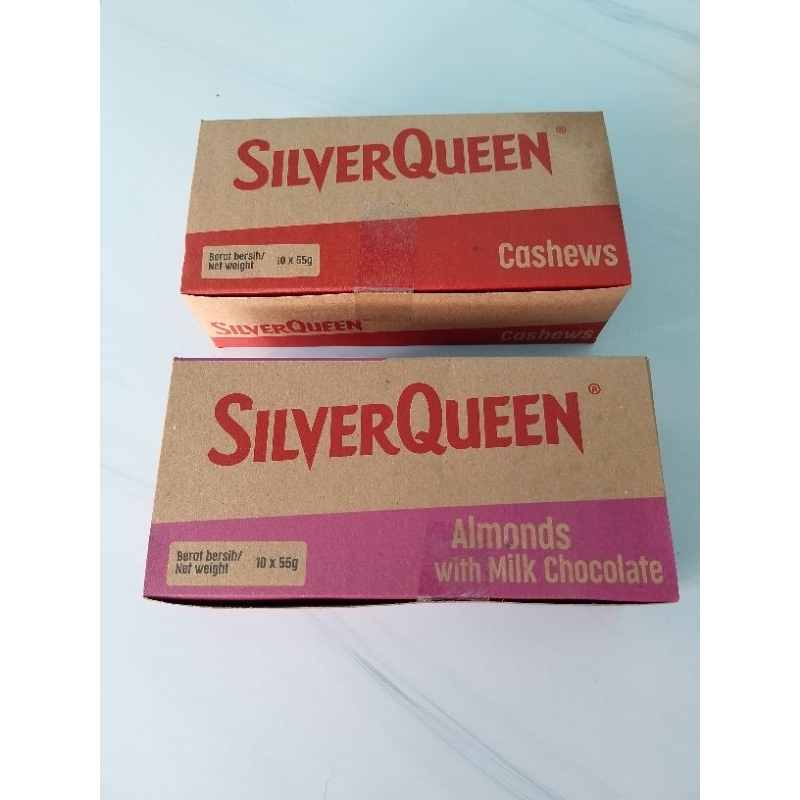 SILVERQUEEN®
Berat bersih/
Net weight
10 x 55g
Cashews
SILVERQUEEN
Cashews
SILVERQUEEN®
Berat bersih/
Net weight
10 x 55g
Almonds
with Milk Chocolate